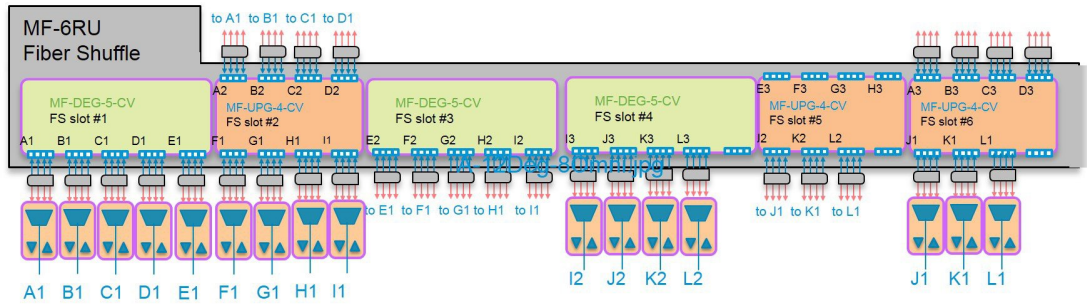 MF-6RU
Fiber Shuffle
to A1 to B1 to C1 to D1
A2 B2 C2 D2
MF-DEG-5-CV
FS slot #1
A1 B1 C1 D1 E1
MF-UPG-4-CV
FS slot #2
F1 G1 H1 I1
MF-DEG-5-CV
FS slot #3
E2 F2 G2 H2 I2
MF-DEG-5-CV
FS slot #4
I3 J3 K3 L3
E3 F3 G3 H3
MF-UPG-4-CV
FS slot #5
J2 K2 L2
A3 B3 C3 D3
MF-UPG-4-CV
FS slot #6
J1 K1 L1
to E1 to F1 to G1 to H1 to I1
to J1 to K1 to L1
A1 B1 C1 D1 E1 F1 G1 H1 I1
I2 J2 K2 L2
J1 K1 L1